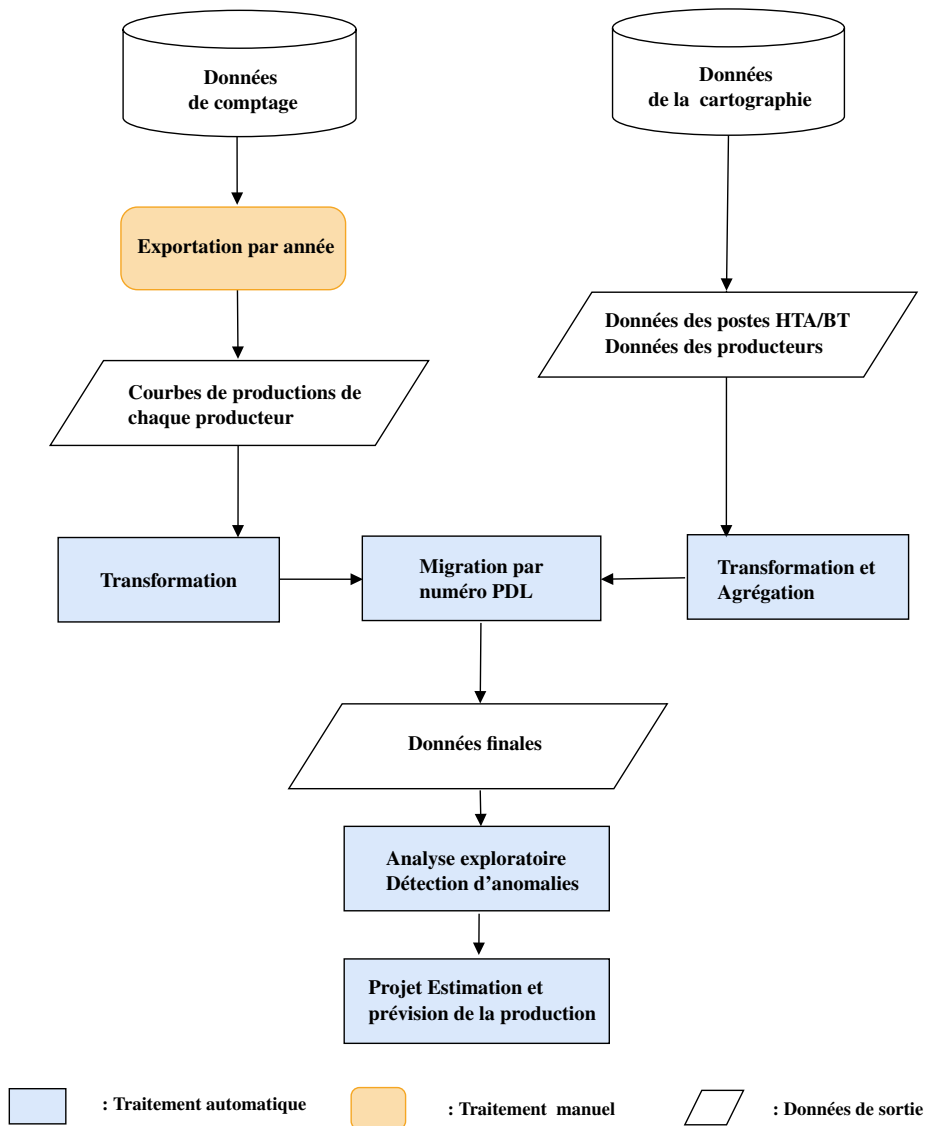 Données
de comptage
Données
de la cartographie
Exportation par année
Données des postes HTA/BT
Données des producteurs
Courbes de productions de
chaque producteur
Transformation
Migration par
numéro PDL
Transformation et
Agrégation
Données finales
Analyse exploratoire
Détection d'anomalies
Projet Estimation et
prévision de la production
: Traitement automatique
: Traitement manuel
: Données de sortie